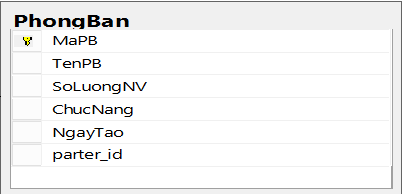 PhongBan
MaPB
TenPB
SoLuongNV
ChucNang
NgayTao
parter_id